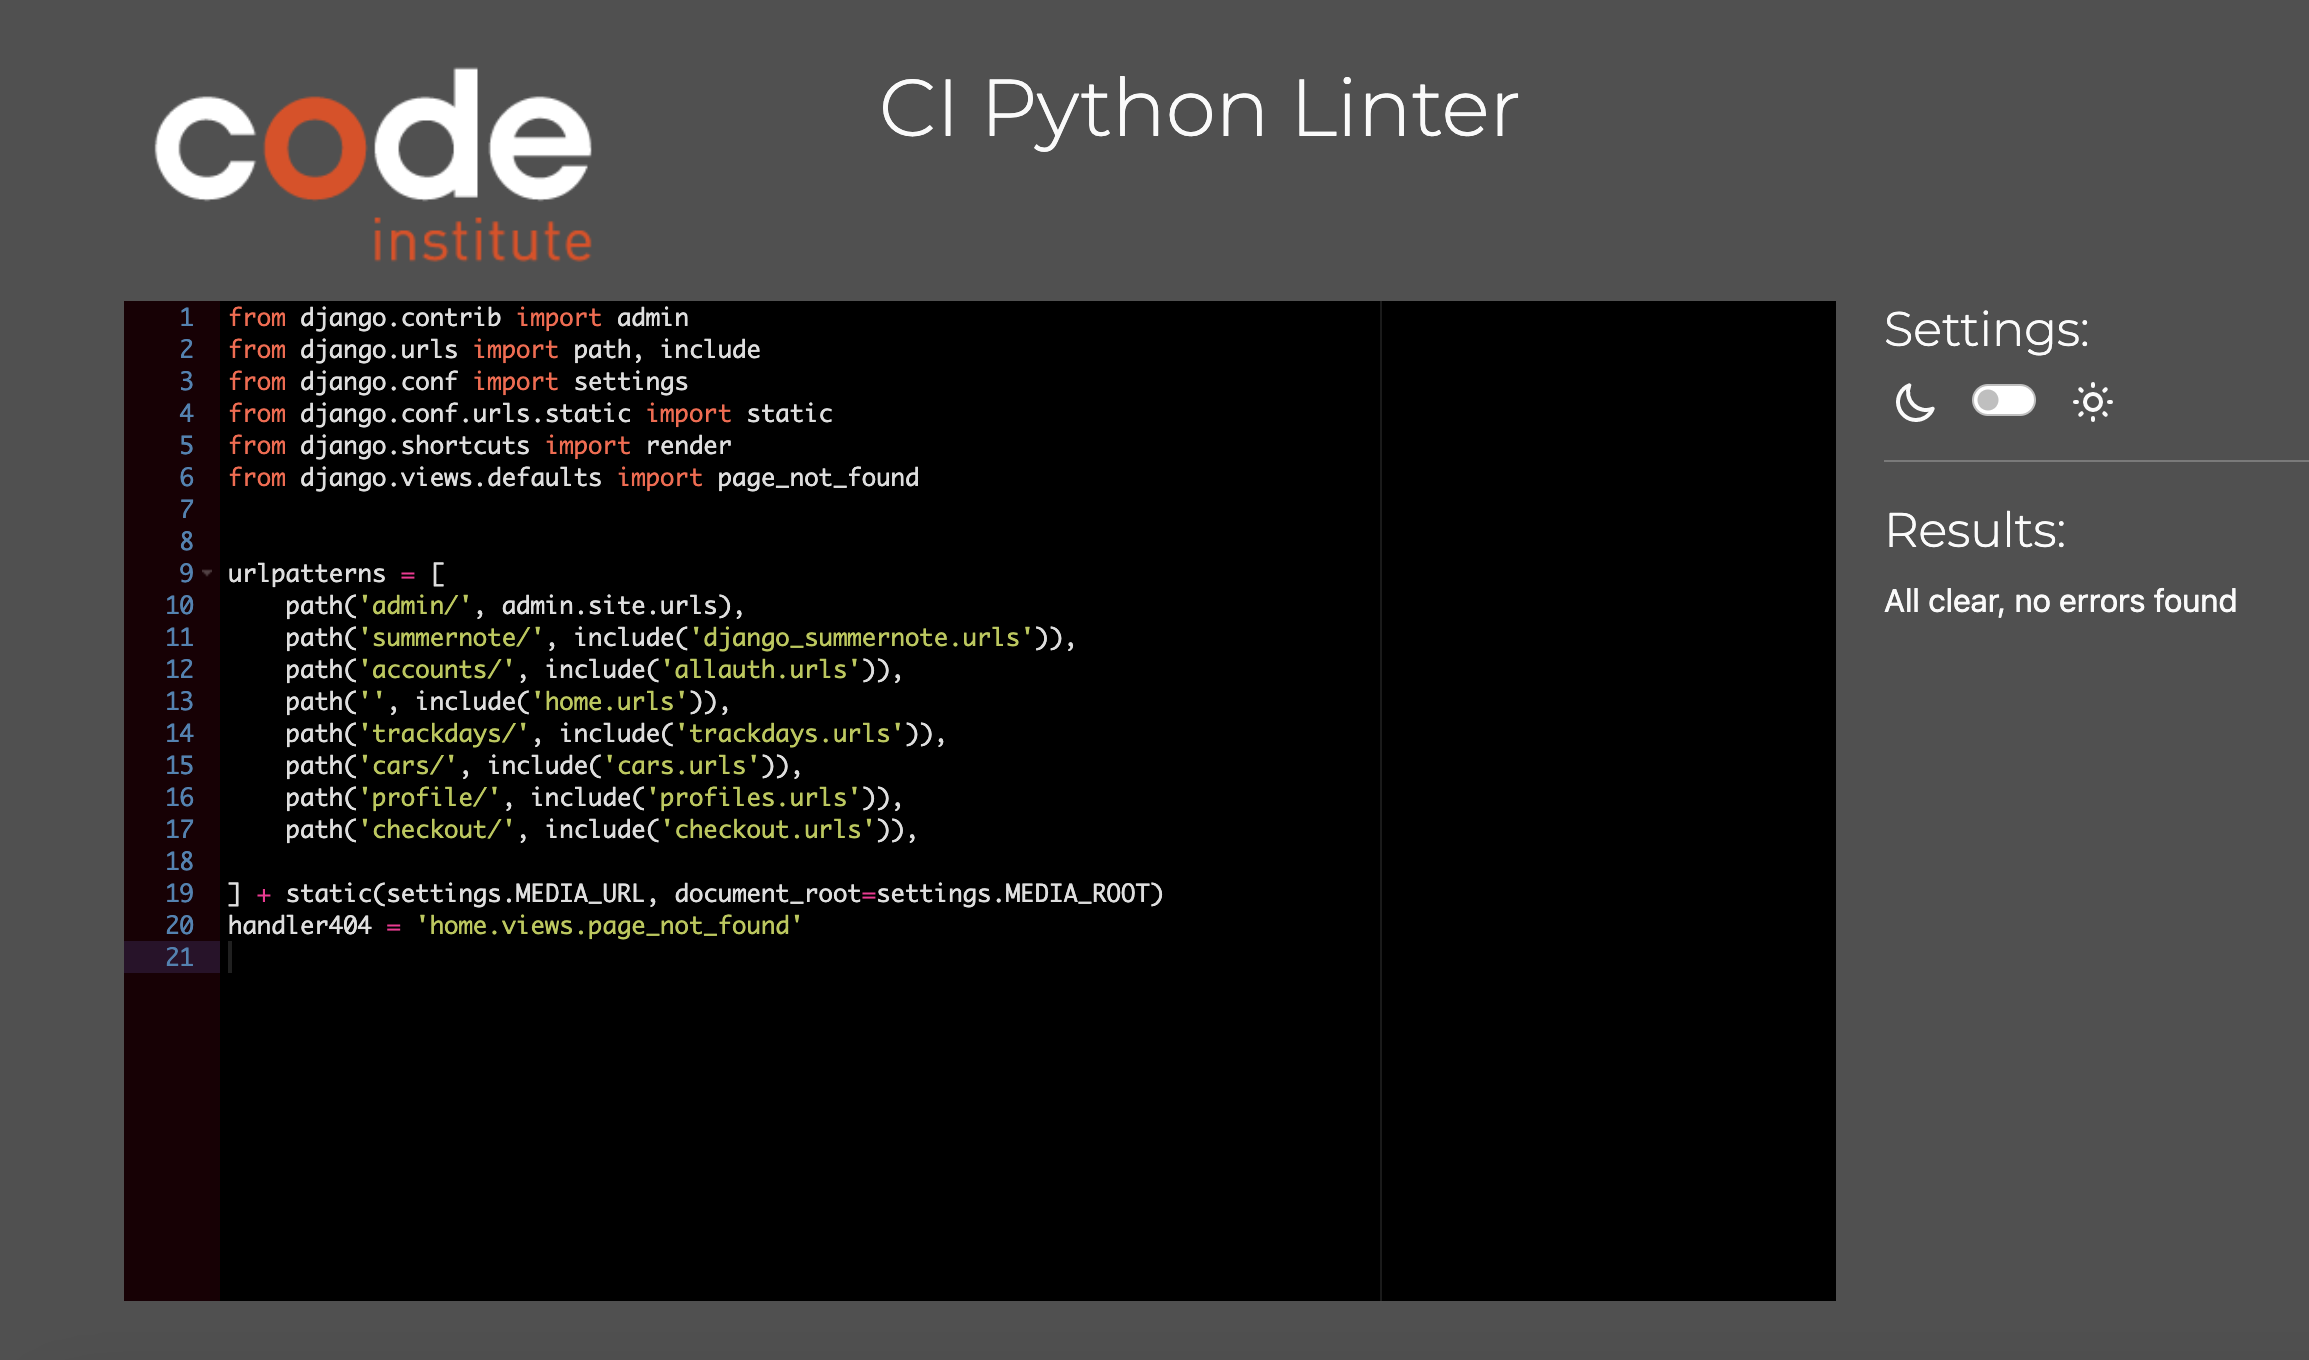 code
institute
CI Python Linter
1 from django.contrib import admin
2 from django.urls import path, include
3 from django.conf import settings
4 from django.conf.urls.static import static
5 from django.shortcuts import render
6 from django.views.defaults import page_not_found
7
8
9 urlpatterns = [
10     path('admin/', admin.site.urls),
11     path('summernote/', include('django_summernote.urls')),
12     path('accounts/', include('allauth.urls')),
13     path('', include('home.urls')),
14     path('trackdays/', include('trackdays.urls')),
15     path('cars/', include('cars.urls')),
16     path('profile/', include('profiles.urls')),
17     path('checkout/', include('checkout.urls')),
18
19 ] + static(settings.MEDIA_URL, document_root=settings.MEDIA_ROOT)
20 handler404 = 'home.views.page_not_found'
21
Settings:
Results:
All clear, no errors found